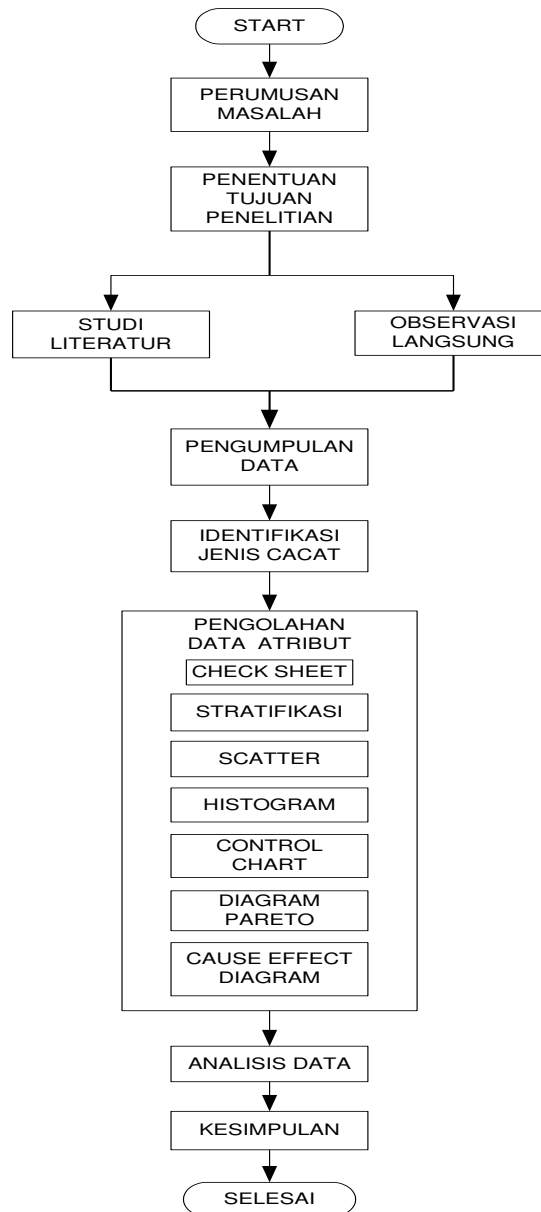 START
PERUMUSAN
MASALAH
PENENTUAN
TUJUAN
PENELITIAN
STUDI
LITERATUR
OBSERVASI
LANGSUNG
PENGUMPULAN
DATA
IDENTIFIKASI
JENIS CACAT
PENGOLAHAN
DATA ATRIBUT
CHECK SHEET
STRATIFIKASI
SCATTER
HISTOGRAM
CONTROL
CHART
DIAGRAM
PARETO
CAUSE EFFECT
DIAGRAM
ANALISIS DATA
KESIMPULAN
SELESAI